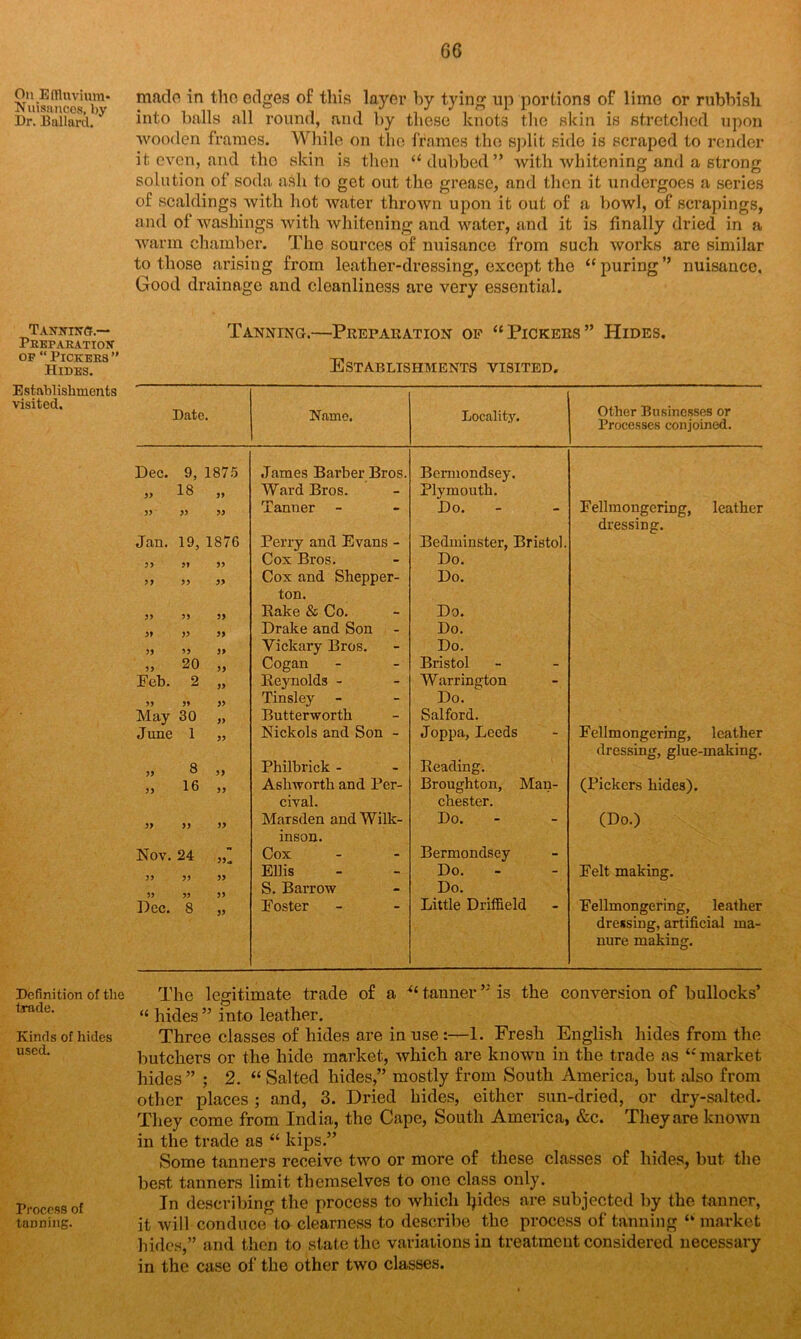 66
On Effluvium-
Nuisances, by
Dr. Ballard.
made in the edges of this layer by tying up portions of lime or rubbish
into balls all round, and by these knots the skin is stretched upon
wooden frames. While on the frames the split side is scraped to render
it even, and the skin is then “dubbed” with whitening and a strong
solution of soda ash to get out the grease, and then it undergoes a series
of scaldings with hot water thrown upon it out of a bowl, of scrapings,
and of washings with whitening and water, and it is finally dried in a
warm chamber. The sources of nuisance from such works are similar
to those arising from leather-dressing, except the “puring” nuisance.
Good drainage and cleanliness are very essential.
Tanning.—
Preparation
of “Pickers”
Hides.
Tanning.—Preparation of “Pickers” Hides.
Establishments
visited.
Establishments visited.
Date. Name. Locality. Other Businesses or Processes conjoined.
Dec. 9, 1875 James Barber Bros. Bermondsey.
„ 18 „ Ward Bros. - Plymouth.
„ „ „ Tanner - - Do. - - Fellmongering, leather
dressing.
Jan. 19, 1876 Perry and Evans - Bedminster, Bristol.
„ „ „ Cox Bros. - Do.
„ „ „ Cox and Shepper- Do.
ton.
„ „ „ Rake & Co. - Do.
„ „ „ Drake and Son - Do.
„ „ „ Vickary Bros. - Do.
„ 20 „ Cogan - - Bristol - -
Feb. 2 „ Reynolds - - Warrington -
„ „ „ Tinsley - - Do.
May 30 „ Butterworth - Salford.
June 1 „ Nickols and Son - Joppa, Leeds - Fellmongering, leather
dressing, glue-making.
„ 8 „ Philbrick - - Reading.
„ 16 „ Ashworth and Per- Broughton, Man- (Pickers hides).
cival. chester.
„ „ „ Marsden and Wilk- Do. - - (Do.)
inson.
Nov. 24 „ Cox - - Bermondsey -
„ „ „ Ellis - - Do. - - Felt making.
„ „ „ S. Barrow - Do.
Dec. 8 „ Foster - - Little Driffield - Fellmongering, leather
dressing, artificial ma-
nure making.
Definition of the
trade.
The legitimate trade of a “tanner” is the conversion of bullocks’
“hides” into leather.
Kinds of hides
used.
Three classes of hides are in use:—1. Fresh English hides from the
butchers or the hide market, which are known in the trade as “market
hides”; 2. “Salted hides,” mostly from South America, but also from
other places; and, 3. Dried hides, either sun-dried, or dry-salted.
They come from India, the Cape, South America, &c. They are known
in the trade as “kips.”
Some tanners receive two or more of these classes of hides, but the
best tanners limit themselves to one class only.
Process of
tanning.
In describing the process to which hides are subjected by the tanner,
it will conduce to clearness to describe the process of tanning “market
hides,” and then to state the variations in treatment considered necessary
in the case of the other two classes.